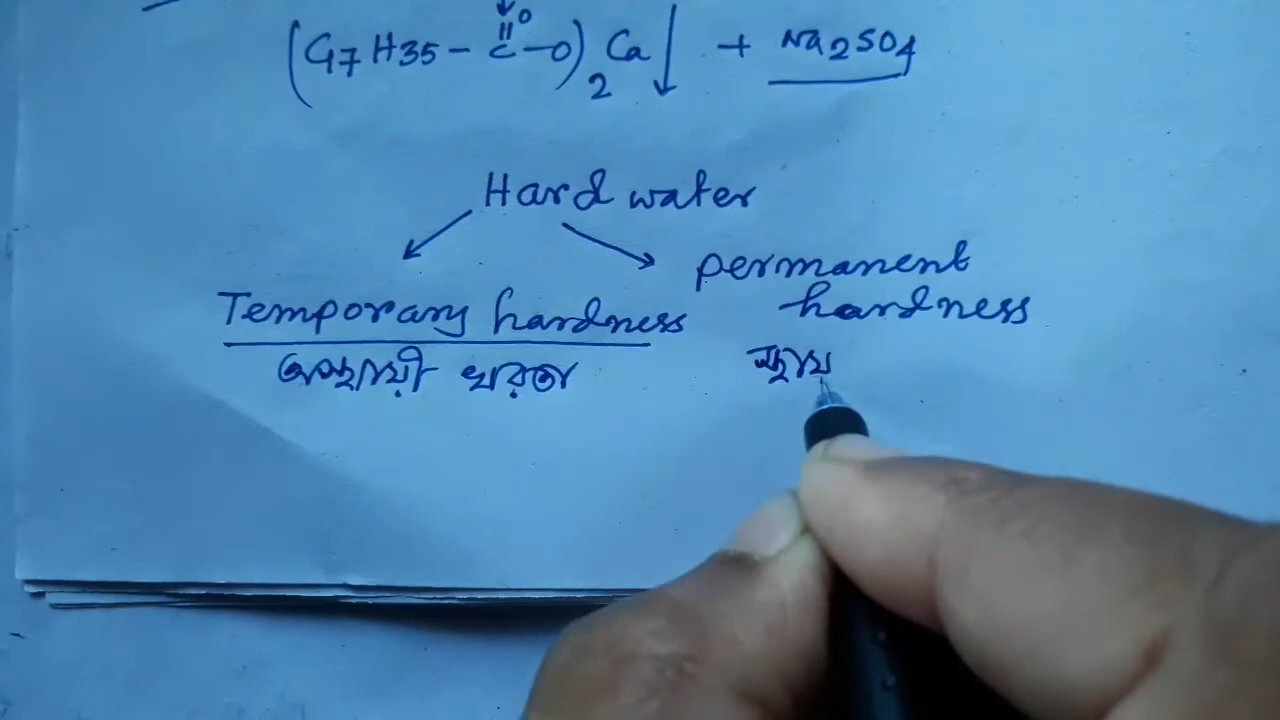 (C17H35-C-O)2Ca↓ + Na2SO4
O
Hard water
Temporary hardness
permanent hardness
অস্থায়ী খরতা
স্থায